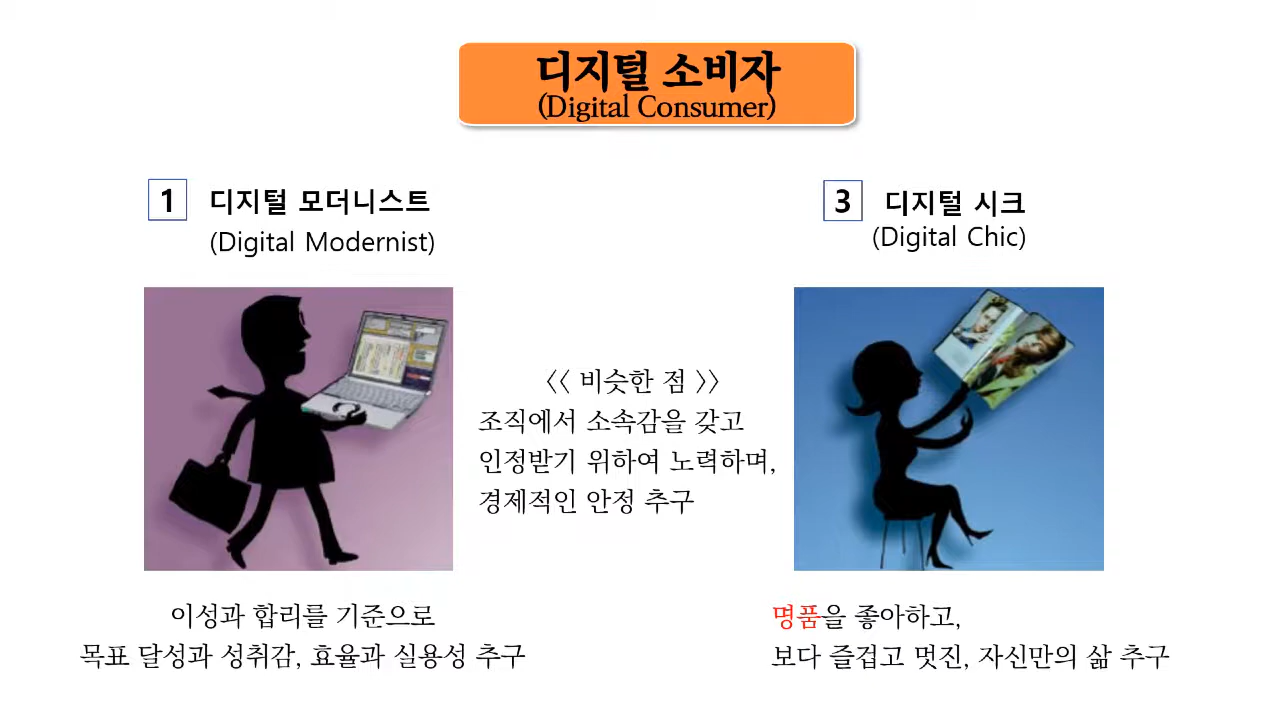 디지털 소비자
(Digital Consumer)
1 디지털 모더니스트
(Digital Modernist)
3 디지털 시크
(Digital Chic)
<< 비슷한 점 >>
조직에서 소속감을 갖고
인정받기 위하여 노력하며,
경제적인 안정 추구
이성과 합리를 기준으로
목표 달성과 성취감, 효율과 실용성 추구
명품을 좋아하고,
보다 즐겁고 멋진, 자신만의 삶 추구